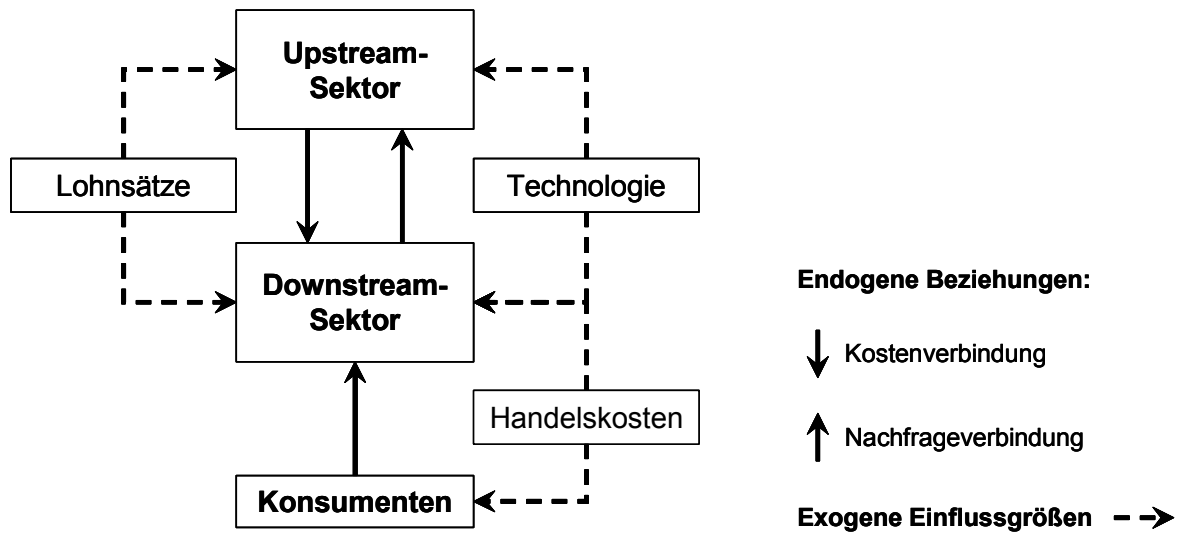 Upstream-
Sektor
Lohnsätze
Technologie
Downstream-
Sektor
Handelskosten
Konsumenten
Endogene Beziehungen:
Kostenverbindung
Nachfrageverbindung
Exogene Einflussgrößen